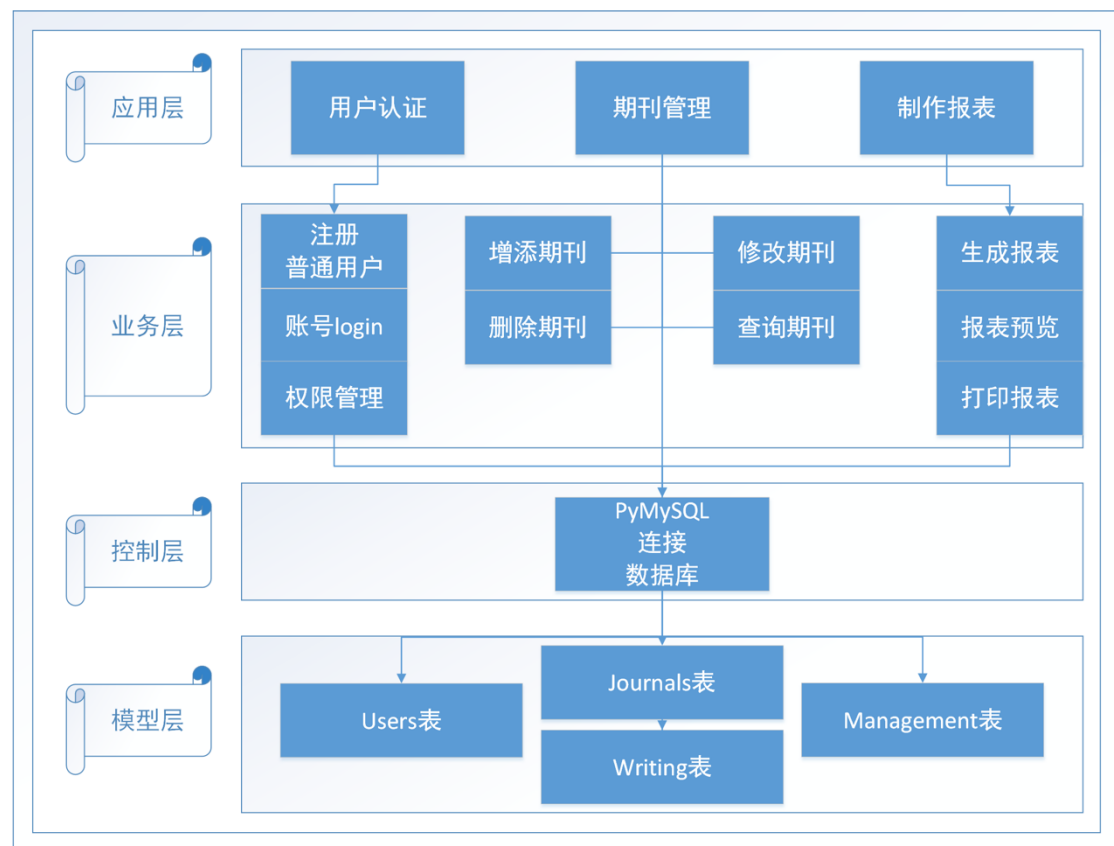 应用层
用户认证
期刊管理
制作报表
业务层
注册
普通用户
账号login
权限管理
增添期刊
修改期刊
删除期刊
查询期刊
生成报表
报表预览
打印报表
控制层
PyMySQL
连接
数据库
模型层
Users表
Journals表
Writing表
Management表